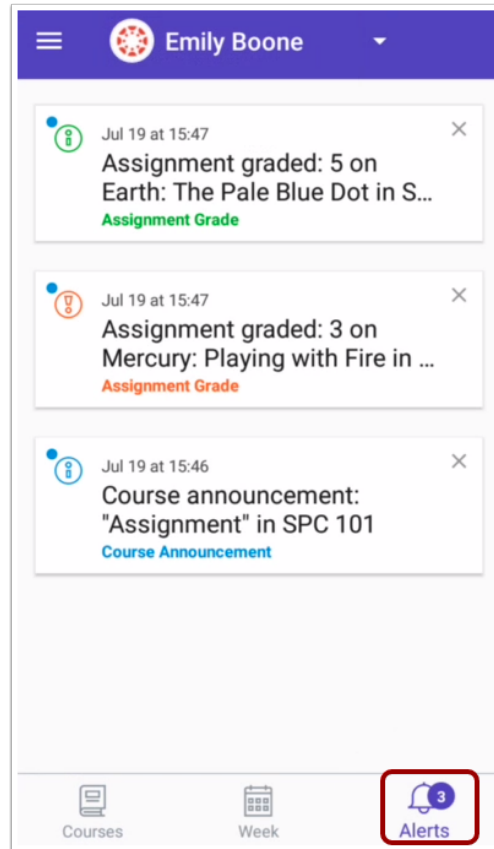 Emily Boone
Jul 19 at 15:47
Assignment graded: 5 on
Earth: The Pale Blue Dot in S...
Assignment Grade
Jul 19 at 15:47
Assignment graded: 3 on
Mercury: Playing with Fire in ...
Assignment Grade
Jul 19 at 15:46
Course announcement:
"Assignment" in SPC 101
Course Announcement
3
Courses
Week
Alerts